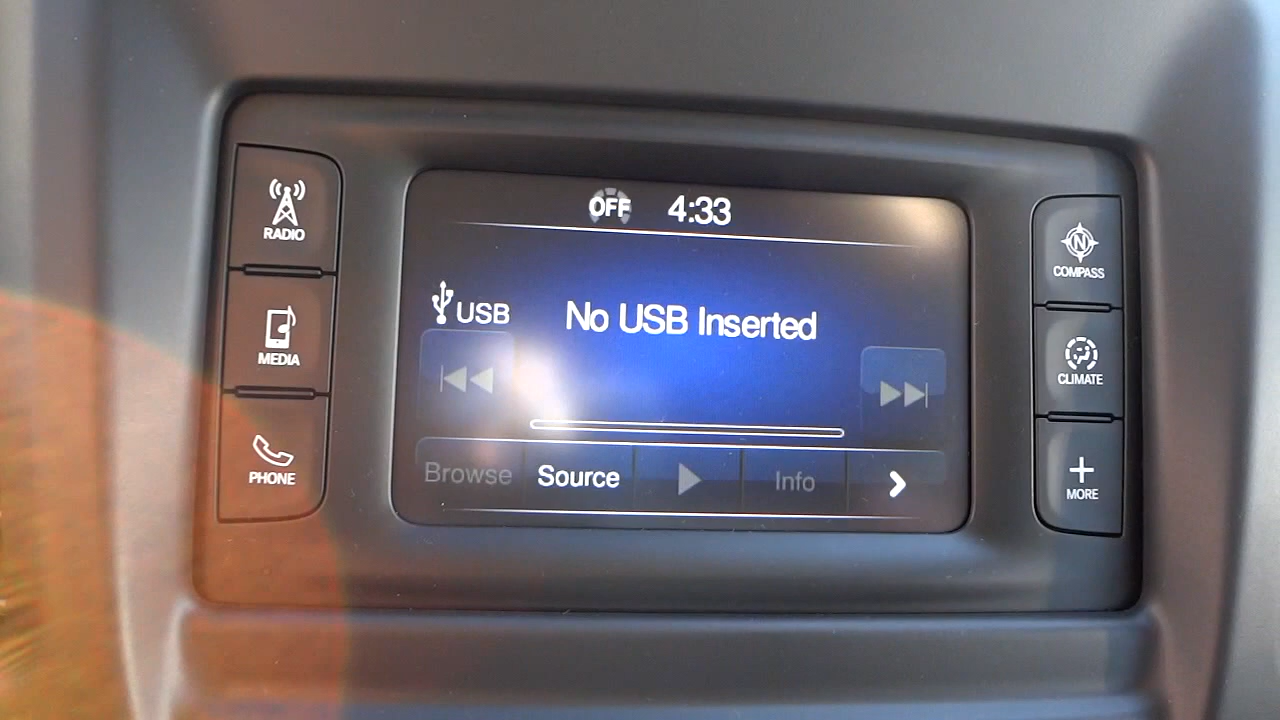 OFF 4:33
RADIO
MEDIA
PHONE
USB
No USB Inserted
Browse Source Info
N
COMPASS
CLIMATE
MORE